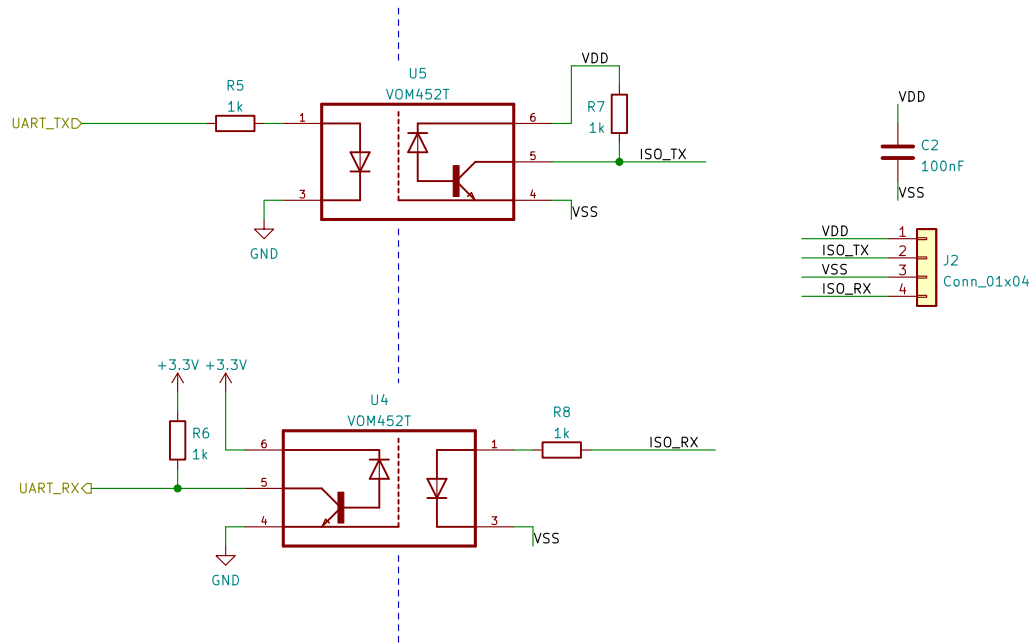 U5
VOM452T
UART_TX
R5
1k
1
3
GND
6
5
4
VDD
R7
1k
ISO_TX
VSS
VDD
C2
100nF
VSS
VDD
1
ISO_TX
2
VSS
3
ISO_RX
4
J2
Conn_01x04
+3.3V
+3.3V
R6
1k
UART_RX
U4
VOM452T
6
5
4
GND
1
3
R8
1k
ISO_RX
VSS